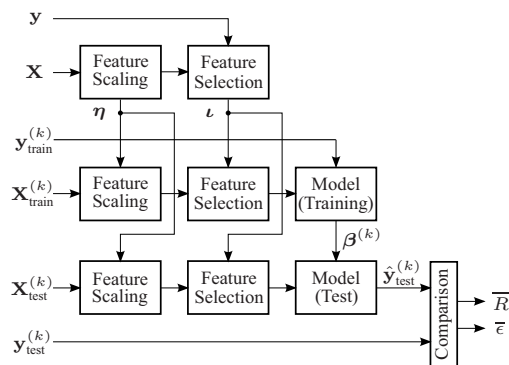 y
X
Feature Scaling
Feature Selection
η
ι
y_train^(k)
X_train^(k)
Feature Scaling
Feature Selection
Model (Training)
β^(k)
X_test^(k)
Feature Scaling
Feature Selection
Model (Test)
ŷ_test^(k)
y_test^(k)
Comparison
R̅
ϵ̅